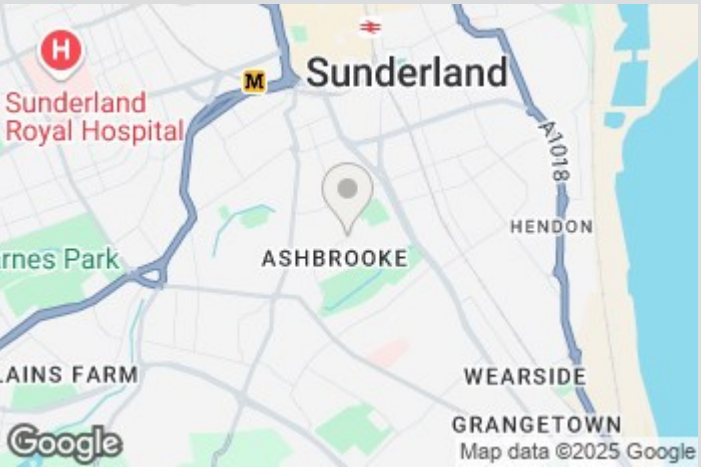 H
M
Sunderland
Sunderland
Royal Hospital
A1018
HENDON
rnes Park
ASHBROOKE
LAINS FARM
WEARSIDE
GRANGETOWN
Google
Map data ©2025 Google